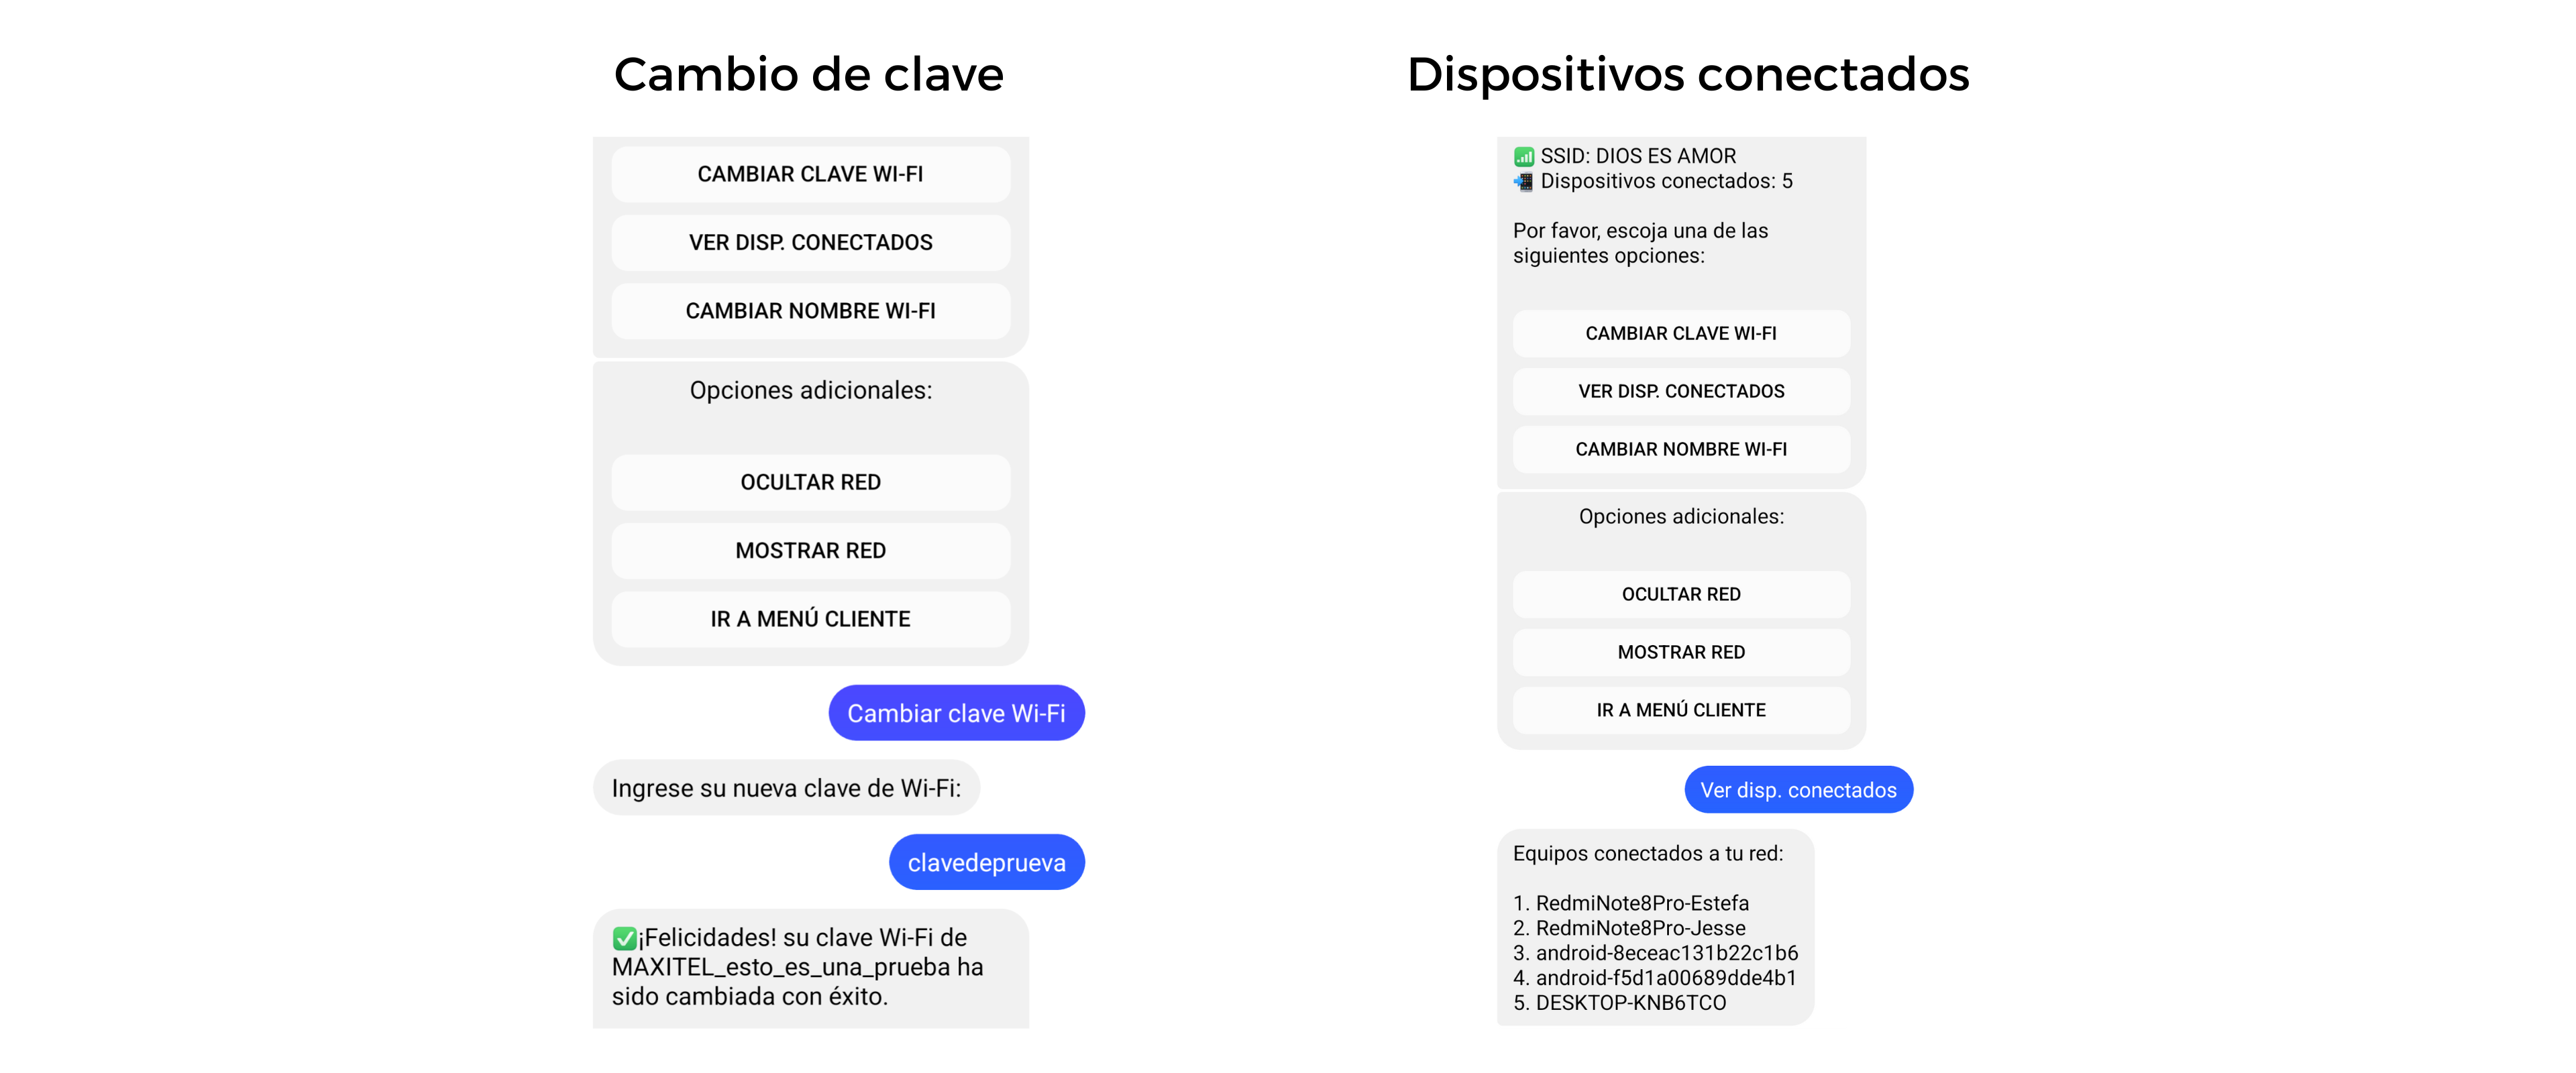 Cambio de clave
CAMBIAR CLAVE WI-FI
VER DISP. CONECTADOS
CAMBIAR NOMBRE WI-FI
Opciones adicionales:
OCULTAR RED
MOSTRAR RED
IR A MENÚ CLIENTE
Cambiar clave Wi-Fi
Ingrese su nueva clave de Wi-Fi:
clavedeprueva
✅¡Felicidades! su clave Wi-Fi de
MAXITEL_esto_es_una_prueba ha
sido cambiada con éxito.
Dispositivos conectados
📶 SSID: DIOS ES AMOR
📲 Dispositivos conectados: 5
Por favor, escoja una de las
siguientes opciones:
CAMBIAR CLAVE WI-FI
VER DISP. CONECTADOS
CAMBIAR NOMBRE WI-FI
Opciones adicionales:
OCULTAR RED
MOSTRAR RED
IR A MENÚ CLIENTE
Ver disp. conectados
Equipos conectados a tu red:
1. RedmiNote8Pro-Estefa
2. RedmiNote8Pro-Jesse
3. android-8eceac131b22c1b6
4. android-f5d1a00689dde4b1
5. DESKTOP-KNB6TCO